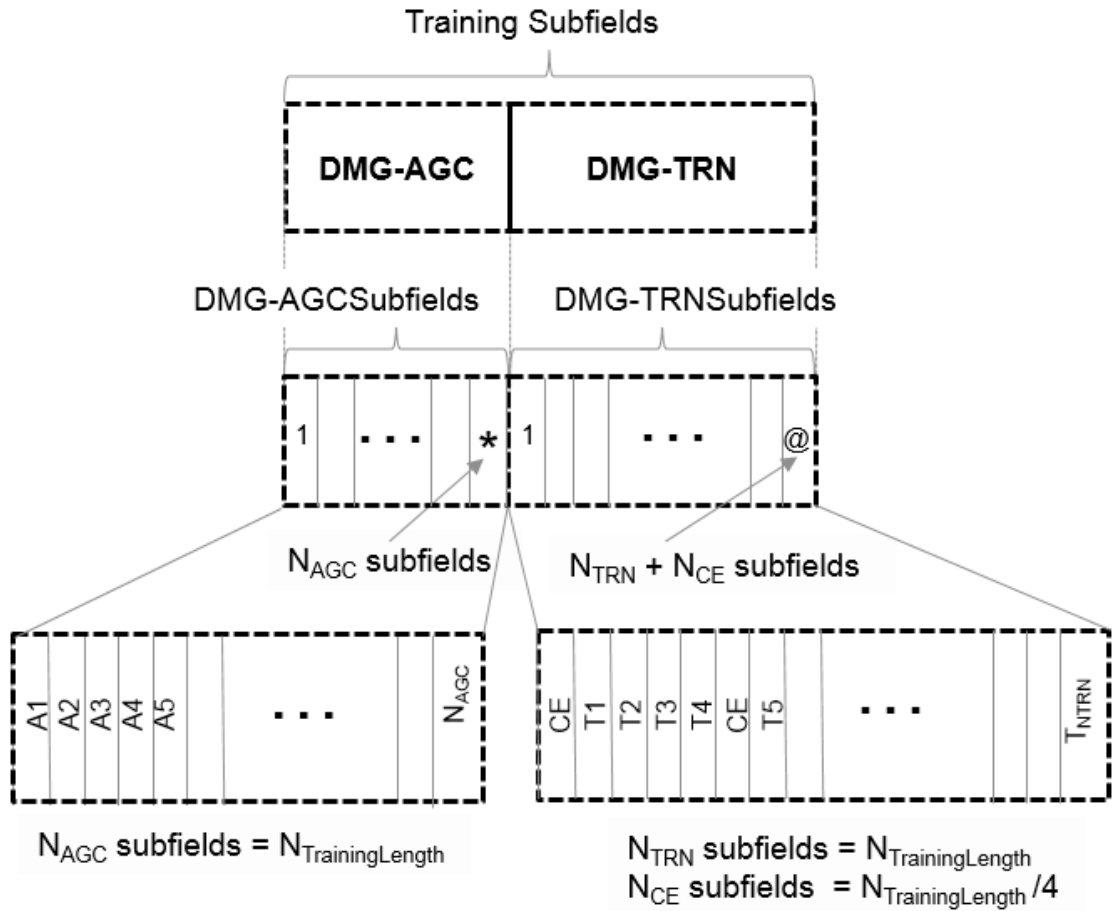 Training Subfields
DMG-AGC DMG-TRN
DMG-AGCSubfields DMG-TRNSubfields
1 ... * 1 ... @
N_AGC subfields N_TRN + N_CE subfields
A1 A2 A3 A4 A5 ... N_AGC CE T1 T2 T3 T4 CE T5 ... T_NTRN
N_AGC subfields = N_TrainingLength
N_TRN subfields = N_TrainingLength
N_CE subfields = N_TrainingLength /4